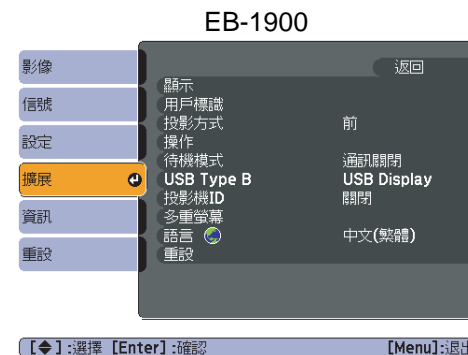 EB-1900
影像
信號
設定
擴展
資訊
重設
返回
顯示
用戶標識
投影方式 前
操作
待機模式 通訊關閉
USB Type B USB Display
投影機ID 關閉
多重螢幕
語言 中文(繁體)
重設
[◆]:選擇 [Enter]:確認 [Menu]:退出